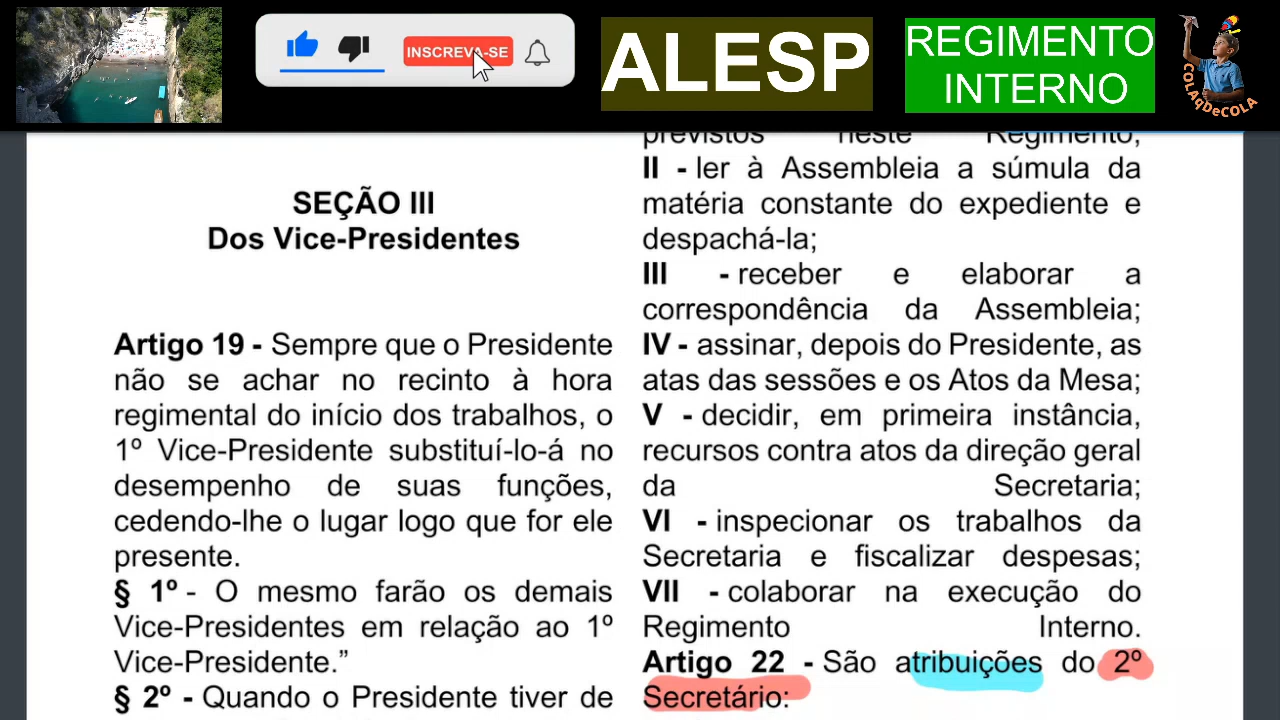 INSCREVA-SE
ALESP
REGIMENTO
INTERNO
COLAqDeCOLA
SEÇÃO III
Dos Vice-Presidentes
Artigo 19 - Sempre que o Presidente
não se achar no recinto à hora
regimental do início dos trabalhos, o
1º Vice-Presidente substituí-lo-á no
desempenho de suas funções,
cedendo-lhe o lugar logo que for ele
presente.
§ 1º - O mesmo farão os demais
Vice-Presidentes em relação ao 1º
Vice-Presidente.”
§ 2º - Quando o Presidente tiver de
previstos neste Regimento;
II - ler à Assembleia a súmula da
matéria constante do expediente e
despachá-la;
III - receber e elaborar a
correspondência da Assembleia;
IV - assinar, depois do Presidente, as
atas das sessões e os Atos da Mesa;
V - decidir, em primeira instância,
recursos contra atos da direção geral
da Secretaria;
VI - inspecionar os trabalhos da
Secretaria e fiscalizar despesas;
VII - colaborar na execução do
Regimento Interno.
Artigo 22 - São atribuições do 2º
Secretário: